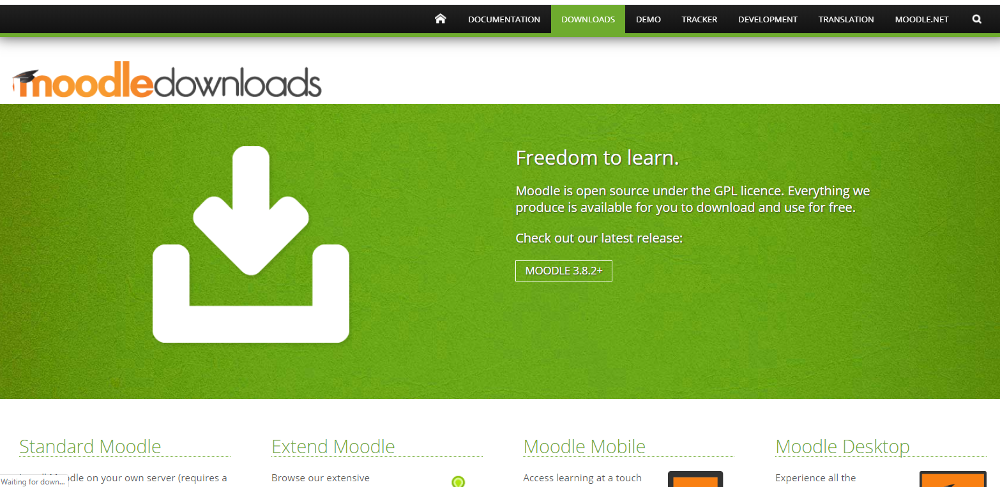 DOCUMENTATION DOWNLOADS DEMO TRACKER DEVELOPMENT TRANSLATION MOODLE.NET
moodledownloads
Freedom to learn.
Moodle is open source under the GPL licence. Everything we
produce is available for you to download and use for free.
Check out our latest release:
MOODLE 3.8.2+
Standard Moodle
on your own server (requires a
Extend Moodle
Browse our extensive
Moodle Mobile
Access learning at a touch
Moodle Desktop
Experience all the
Waiting for down...